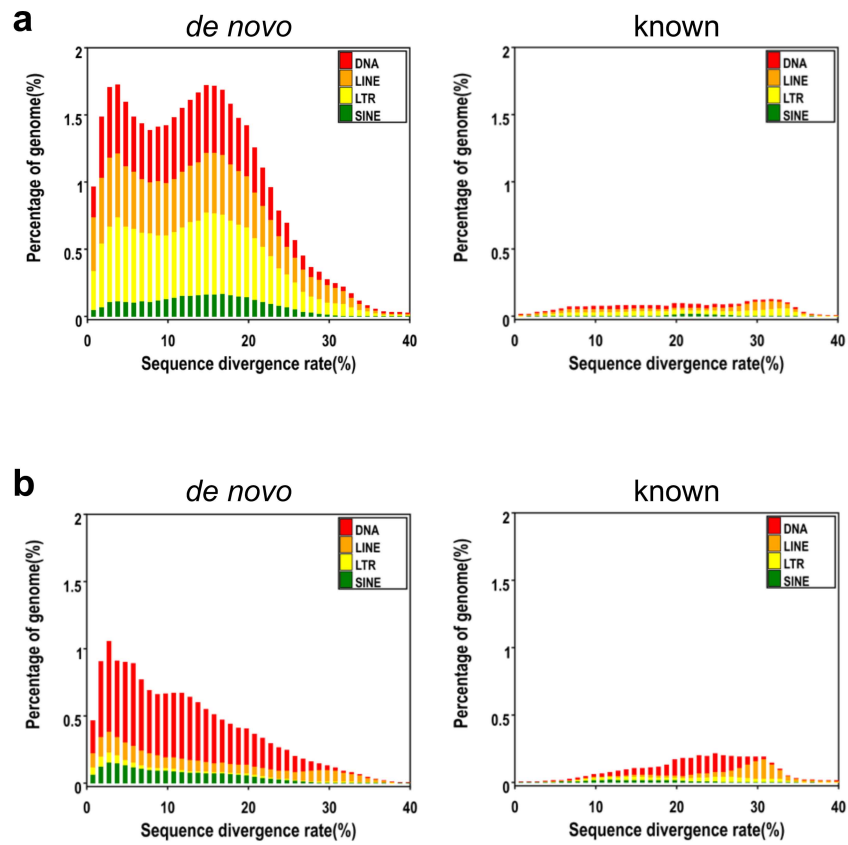 a
de novo
known
Percentage of genome(%)
2
1.5
1
0.5
0
DNA
LINE
LTR
SINE
0 10 20 30 40
Sequence divergence rate(%)
Percentage of genome(%)
2
1.5
1
0.5
0
DNA
LINE
LTR
SINE
0 10 20 30 40
Sequence divergence rate(%)
b
de novo
known
Percentage of genome(%)
2
1.5
1
0.5
0
DNA
LINE
LTR
SINE
0 10 20 30 40
Sequence divergence rate(%)
Percentage of genome(%)
2
1.5
1
0.5
0
DNA
LINE
LTR
SINE
0 10 20 30 40
Sequence divergence rate(%)